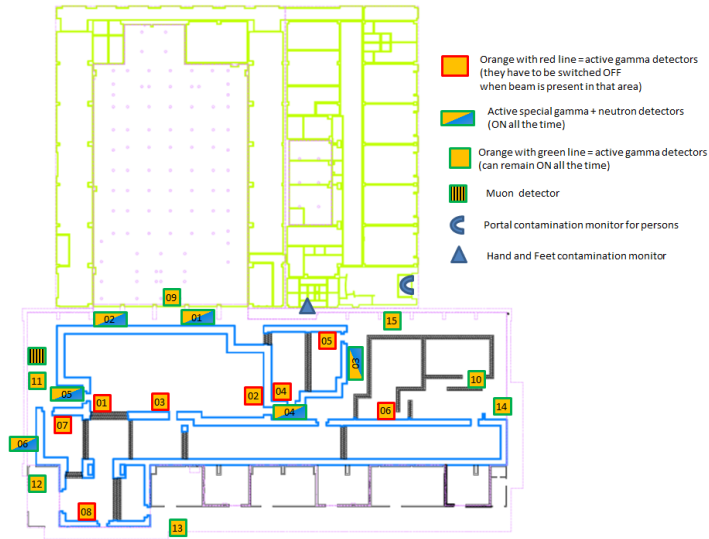 Orange with red line = active gamma detectors
(they have to be switched OFF
when beam is present in that area)
Active special gamma + neutron detectors
(ON all the time)
Orange with green line = active gamma detectors
(can remain ON all the time)
Muon detector
Portal contamination monitor for persons
Hand and Feet contamination monitor
09
02
01
15
05
03
11
10
05
01
03
02
04
04
06
14
07
06
12
08
13